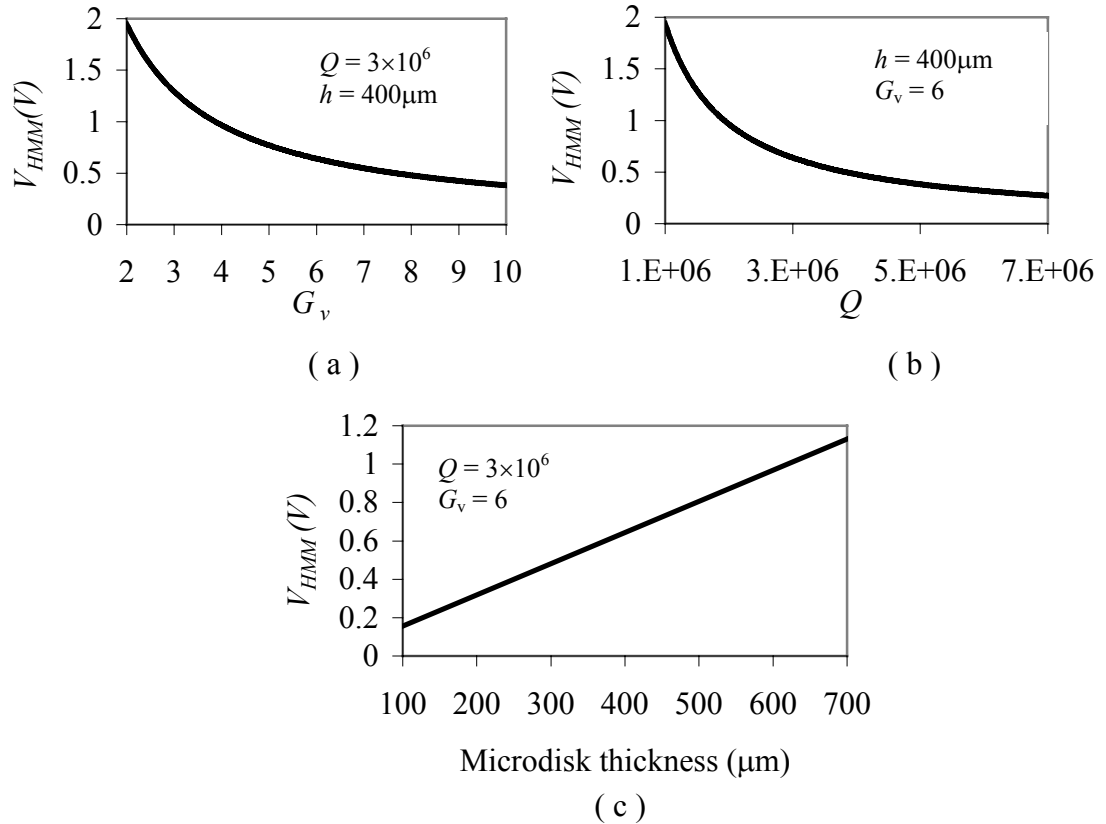 2
1.5
1
0.5
0
V_HMM(V)
Q = 3×10^6
h = 400μm
2 3 4 5 6 7 8 9 10
G_v
( a )
2
1.5
1
0.5
0
V_HMM (V)
h = 400μm
G_v = 6
1.E+06 3.E+06 5.E+06 7.E+06
Q
( b )
1.2
1
0.8
0.6
0.4
0.2
0
V_HMM(V)
Q = 3×10^6
G_v = 6
100 200 300 400 500 600 700
Microdisk thickness (μm)
( c )